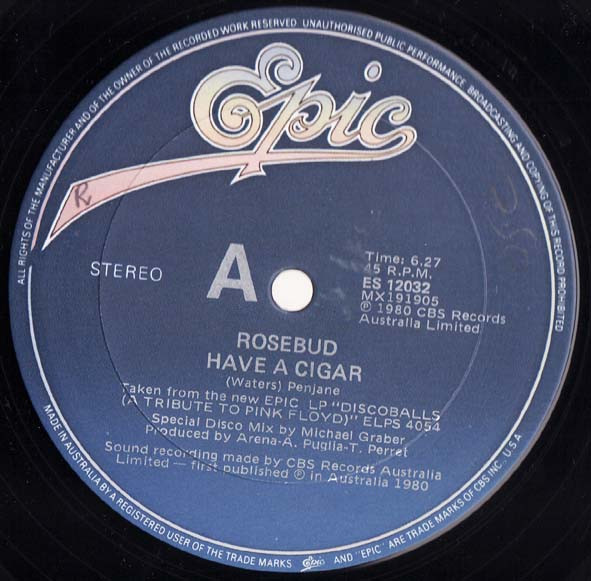 ALL RIGHTS OF THE MANUFACTURER AND OF THE OWNER OF THE RECORDED WORK RESERVED. UNAUTHORISED PUBLIC PERFORMANCE, BROADCASTING AND COPYING OF THIS RECORD PROHIBITED
Epic
R
STEREO
A
Time: 6.27
45 R.P.M.
ES 12032
MX191905
℗ 1980 CBS Records
Australia Limited
ROSEBUD
HAVE A CIGAR
(Waters) Penjane
Taken from the new EPIC LP "DISCOBALLS
(A TRIBUTE TO PINK FLOYD)" ELPS 4054
Special Disco Mix by Michael Graber
Produced by Arena-A. Puglia-T. Perret
Sound recording made by CBS Records Australia
Limited — first published ℗ in Australia 1980
MADE IN AUSTRALIA BY A REGISTERED USER OF THE TRADE MARKS Epic AND "EPIC" ARE TRADE MARKS OF CBS INC., U.S.A